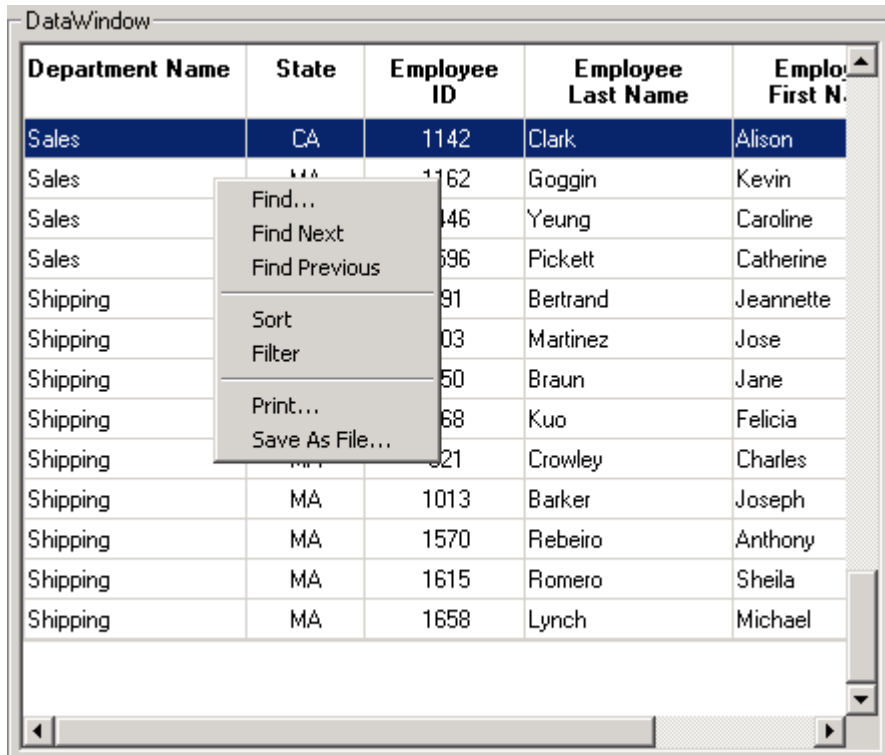 DataWindow
Department Name State Employee ID Employee Last Name
Sales CA 1142 Clark Alison
Sales Goggin Kevin
Sales Yeung Caroline
Sales Pickett Catherine
Shipping Bertrand Jeannette
Shipping Martinez Jose
Shipping Braun Jane
Shipping Kuo Felicia
Shipping Crowley Charles
Shipping MA 1013 Barker Joseph
Shipping MA 1570 Rebeiro Anthony
Shipping MA 1615 Romero Sheila
Shipping MA 1658 Lynch Michael
Find...
Find Next
Find Previous
Sort
Filter
Print...
Save As File...